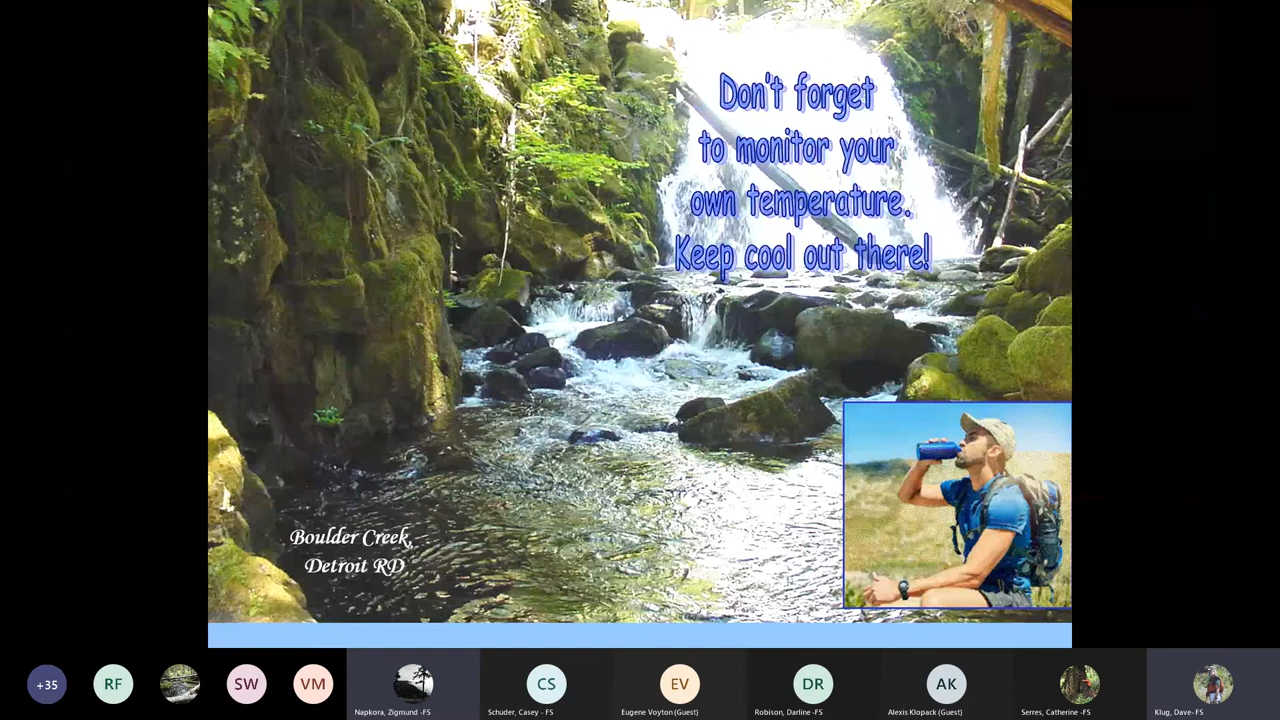 Don't forget
to monitor your
own temperature.
Keep cool out there!
Boulder Creek,
Detroit RD
+35
RF
SW
VM
CS
EV
DR
AK
Napkora, Zigmund -FS
Schuder, Casey - FS
Eugene Voyton (Guest)
Robison, Darline -FS
Alexis Klopack (Guest)
Serres, Catherine -FS
Klug, Dave- FS